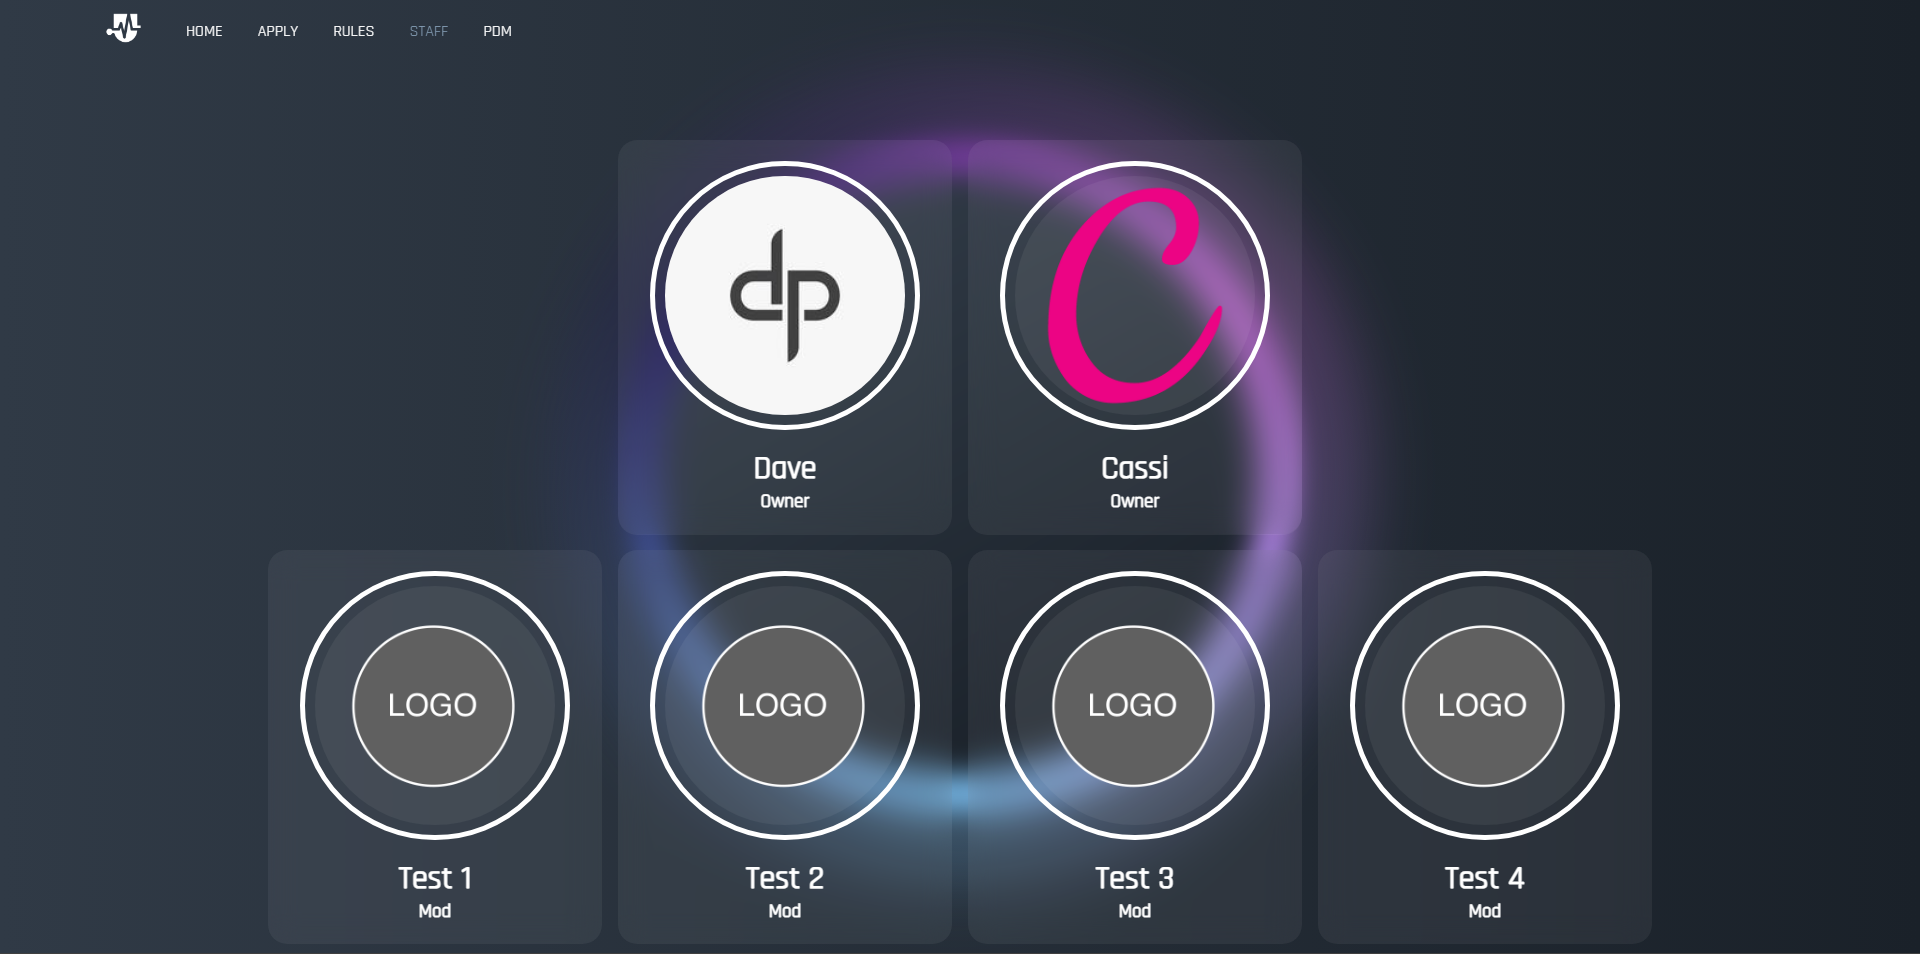 HOME APPLY RULES STAFF PDM
dp C
Dave Cassi
Owner Owner
LOGO LOGO LOGO LOGO
Test 1 Test 2 Test 3 Test 4
Mod Mod Mod Mod